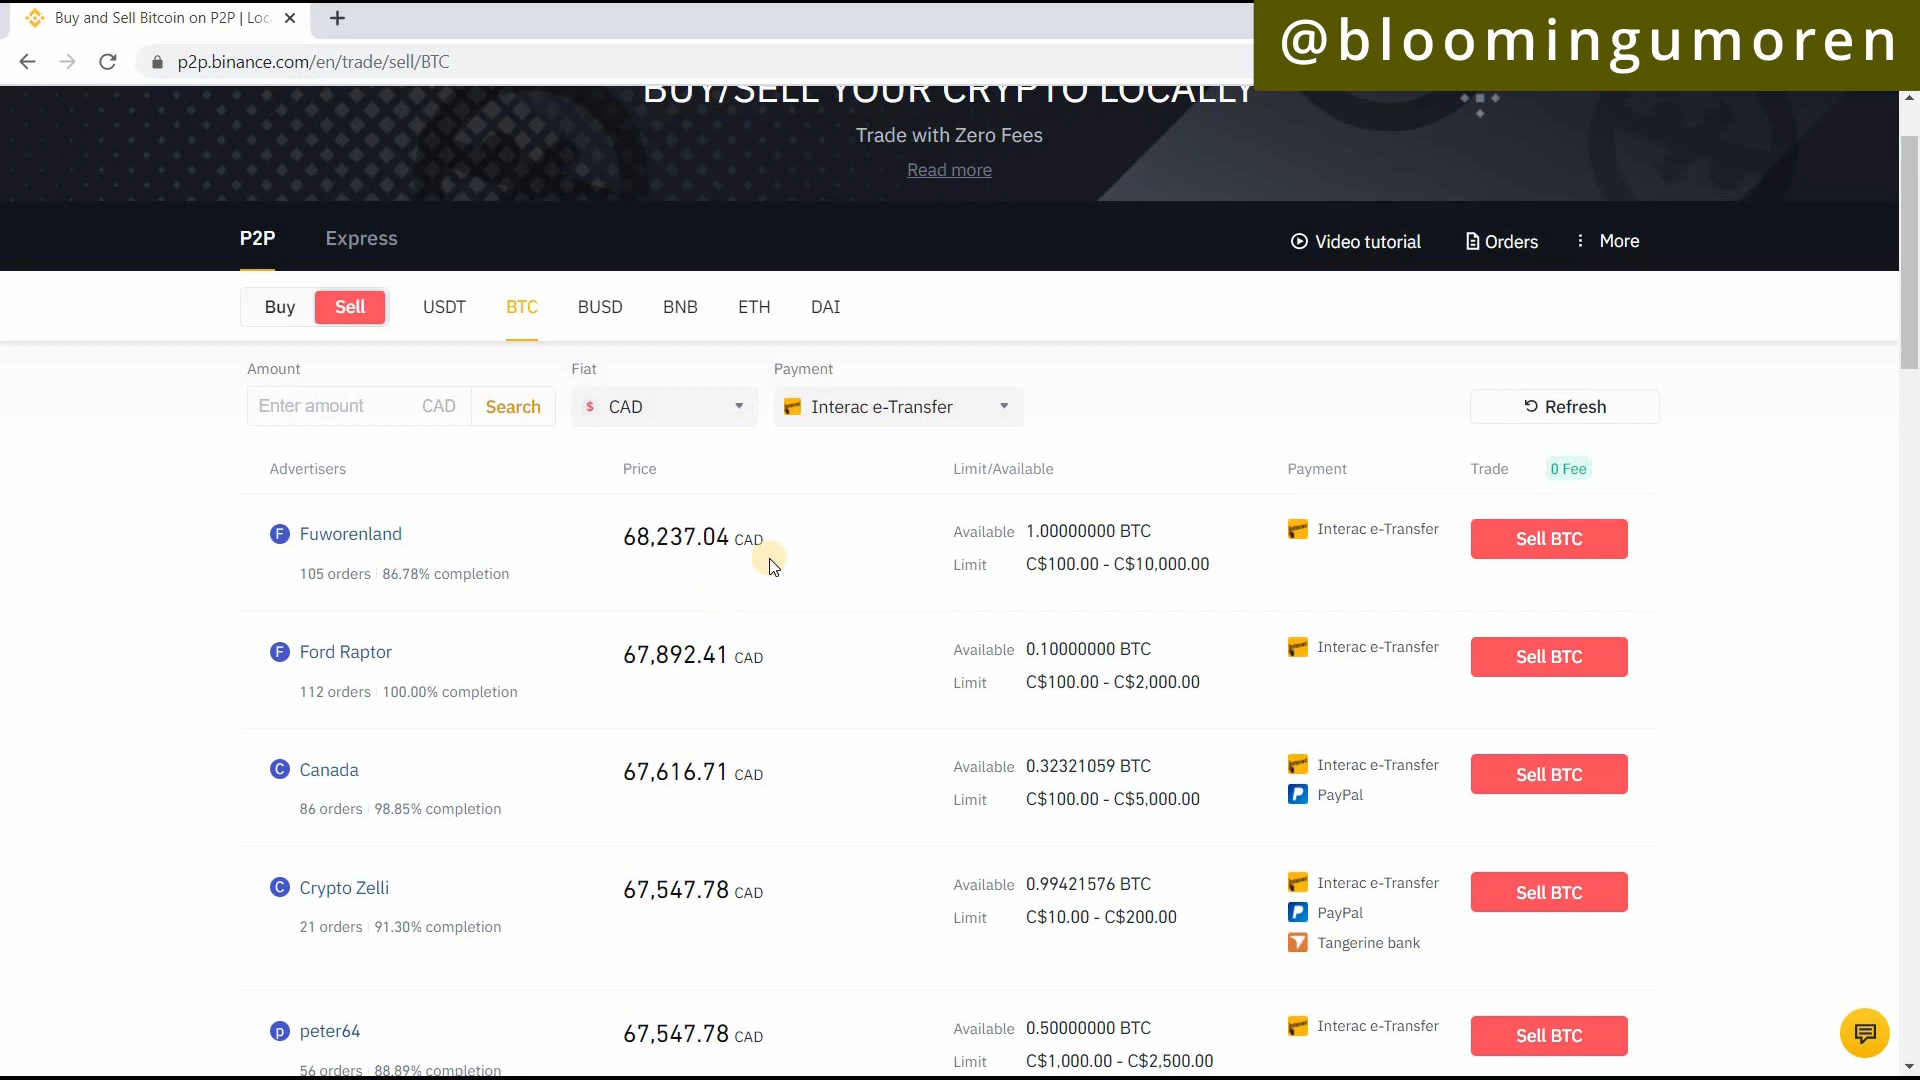 Buy and Sell Bitcoin on P2P | Loc
@bloomingumoren
p2p.binance.com/en/trade/sell/BTC
BUY/SELL YOUR CRYPTO LOCALLY
Trade with Zero Fees
Read more
P2P Express Video tutorial Orders More
Buy Sell USDT BTC BUSD BNB ETH DAI
Amount Fiat Payment
Enter amount CAD Search $ CAD Interac e-Transfer Refresh
Advertisers Price Limit/Available Payment Trade 0 Fee
F Fuworenland 68,237.04 CAD Available 1.00000000 BTC Interac e-Transfer Sell BTC
105 orders 86.78% completion Limit C$100.00 - C$10,000.00
F Ford Raptor 67,892.41 CAD Available 0.10000000 BTC Interac e-Transfer Sell BTC
112 orders 100.00% completion Limit C$100.00 - C$2,000.00
C Canada 67,616.71 CAD Available 0.32321059 BTC Interac e-Transfer Sell BTC
86 orders 98.85% completion Limit C$100.00 - C$5,000.00 P PayPal
C Crypto Zelli 67,547.78 CAD Available 0.99421576 BTC Interac e-Transfer Sell BTC
21 orders 91.30% completion Limit C$10.00 - C$200.00 P PayPal
Tangerine bank
p peter64 67,547.78 CAD Available 0.50000000 BTC Interac e-Transfer Sell BTC
56 orders 88.89% completion Limit C$1,000.00 - C$2,500.00